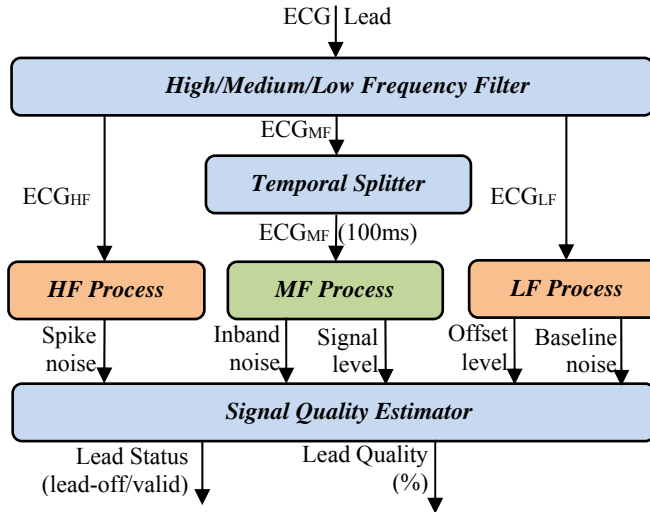 ECG Lead
High/Medium/Low Frequency Filter
ECGMF
Temporal Splitter
ECGHF
ECGLF
ECGMF (100ms)
HF Process
MF Process
LF Process
Spike
noise
Inband
noise
Signal
level
Offset
level
Baseline
noise
Signal Quality Estimator
Lead Status
(lead-off/valid)
Lead Quality
(%)